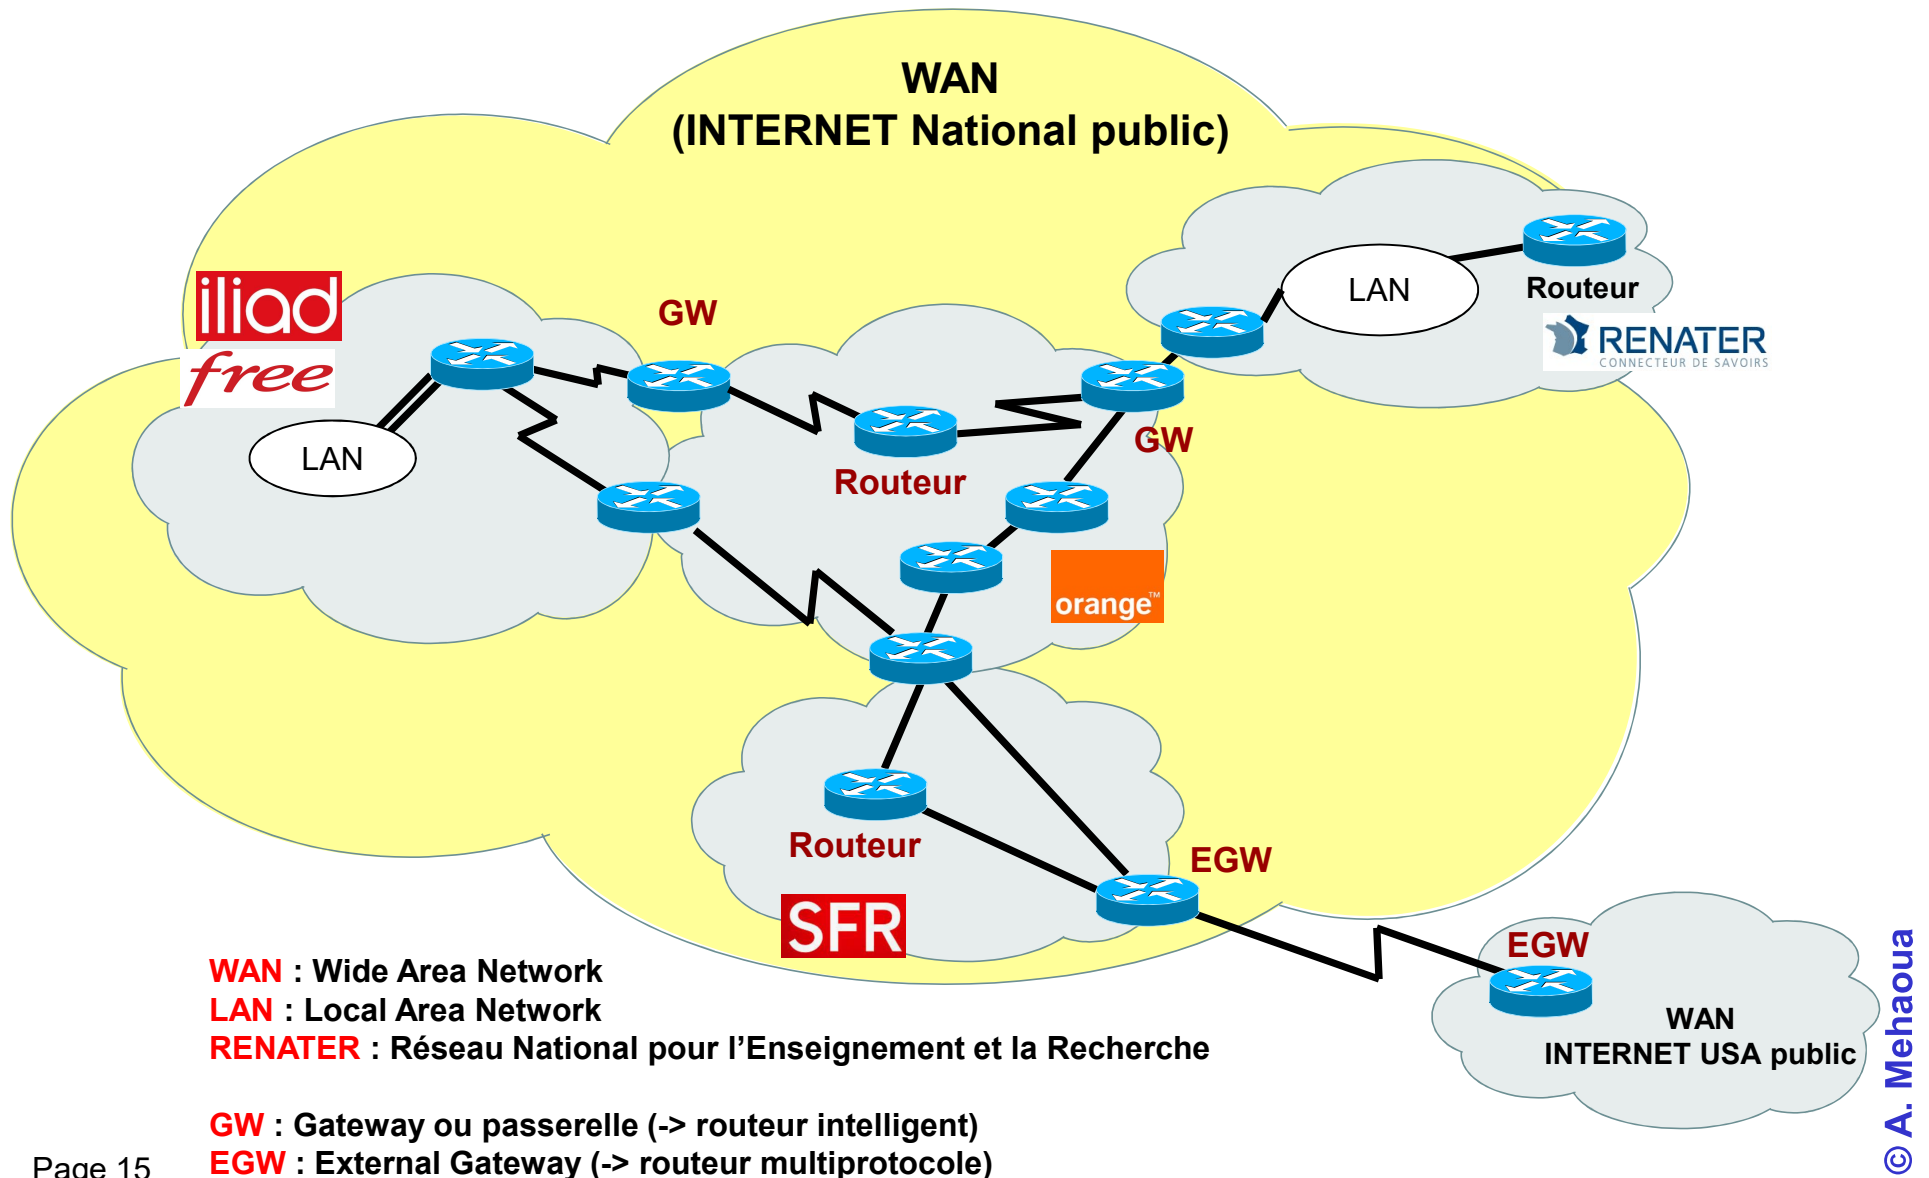 WAN
(INTERNET National public)
iliad
free
GW
LAN
Routeur
RENATER
CONNECTEUR DE SAVOIRS
LAN
Routeur
GW
orange™
Routeur
SFR
EGW
EGW
WAN
INTERNET USA public
WAN : Wide Area Network
LAN : Local Area Network
RENATER : Réseau National pour l’Enseignement et la Recherche
GW : Gateway ou passerelle (-> routeur intelligent)
EGW : External Gateway (-> routeur multiprotocole)
Page 15
© A. Mehaoua